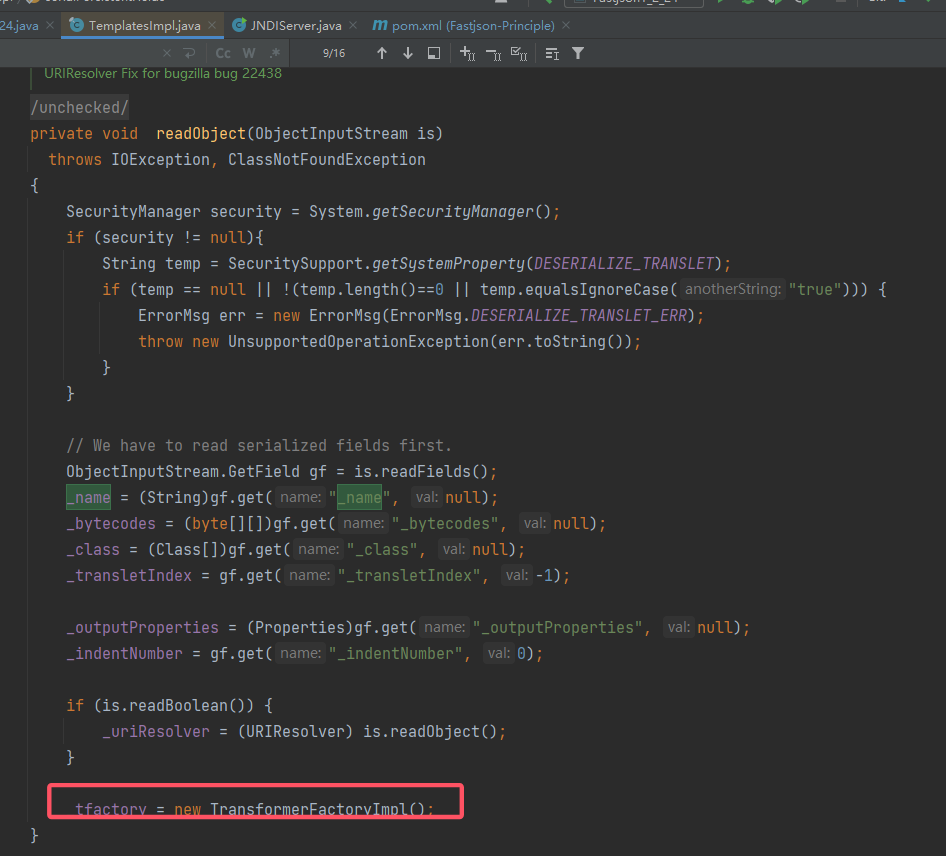 24.java × TemplatesImpl.java × JNDIServer.java × pom.xml (Fastjson-Principle) ×
Cc W .* 9/16
URIResolver Fix for bugzilla bug 22438
/unchecked/
private void readObject(ObjectInputStream is)
throws IOException, ClassNotFoundException
{
SecurityManager security = System.getSecurityManager();
if (security != null){
String temp = SecuritySupport.getSystemProperty(DESERIALIZE_TRANSLET);
if (temp == null || !(temp.length()==0 || temp.equalsIgnoreCase( anotherString: "true"))) {
ErrorMsg err = new ErrorMsg(ErrorMsg.DESERIALIZE_TRANSLET_ERR);
throw new UnsupportedOperationException(err.toString());
}
}
// We have to read serialized fields first.
ObjectInputStream.GetField gf = is.readFields();
_name = (String)gf.get( name: "_name", val: null);
_bytecodes = (byte[][])gf.get( name: "_bytecodes", val: null);
_class = (Class[])gf.get( name: "_class", val: null);
_transletIndex = gf.get( name: "_transletIndex", val: -1);
_outputProperties = (Properties)gf.get( name: "_outputProperties", val: null);
_indentNumber = gf.get( name: "_indentNumber", val: 0);
if (is.readBoolean()) {
_uriResolver = (URIResolver) is.readObject();
}
_tfactory = new TransformerFactoryImpl();
}